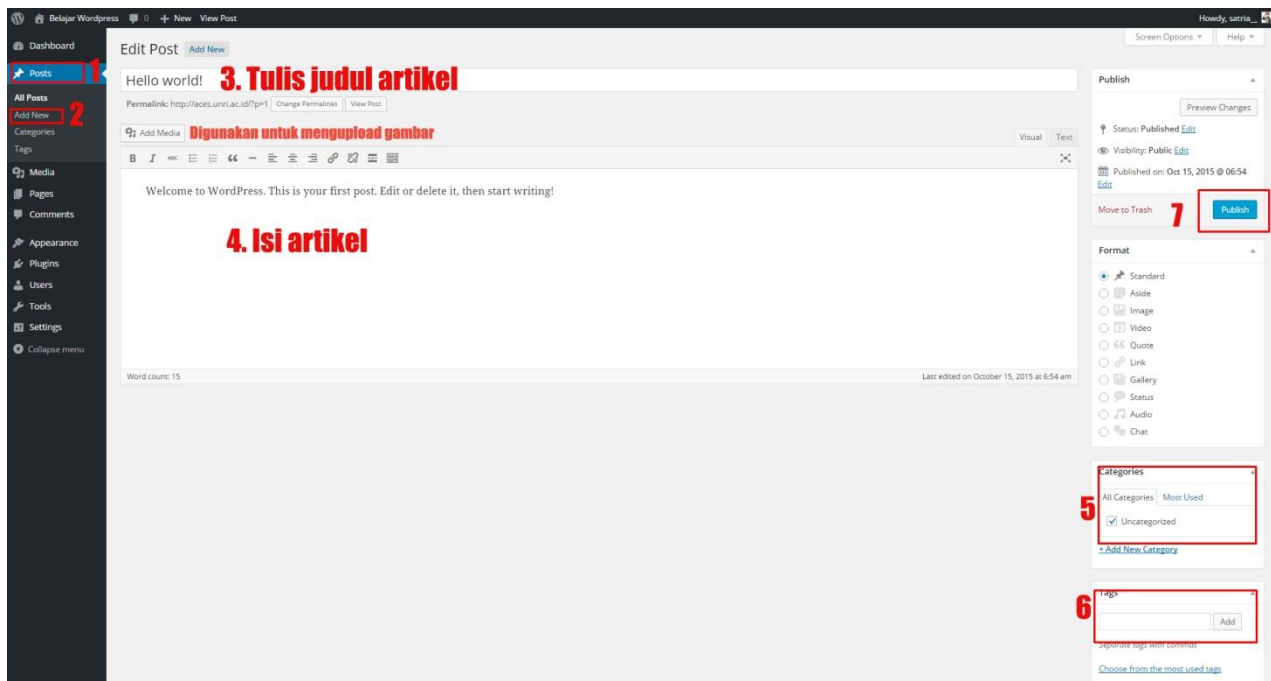 Belajar Wordpress 0 + New View Post Howdy, satria_
Screen Options Help
Dashboard
Posts 1
All Posts
Add New 2
Categories
Tags
Media
Pages
Comments
Appearance
Plugins
Users
Tools
Settings
Collapse menu
Edit Post Add New
Hello world! 3. Tulis judul artikel
Permalink: http://aces.unri.ac.id/?p=1 Change Permalinks View Post
Add Media Digunakan untuk mengupload gambar
Visual Text
B I ABC
Welcome to WordPress. This is your first post. Edit or delete it, then start writing!
4. Isi artikel
Word count: 15 Last edited on October 15, 2015 at 6:54 am
Publish
Preview Changes
Status: Published Edit
Visibility: Public Edit
Published on: Oct 15, 2015 @ 06:54
Edit
Move to Trash 7 Publish
Format
Standard
Aside
Image
Video
Quote
Link
Gallery
Status
Audio
Chat
Categories
5 All Categories Most Used
Uncategorized
+ Add New Category
Tags
6 Add
Separate tags with commas
Choose from the most used tags